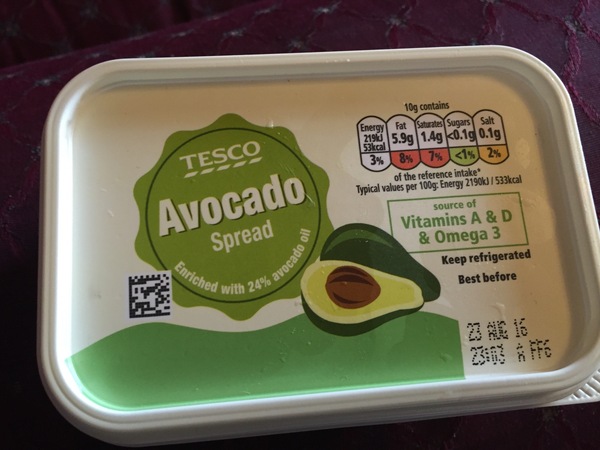 TESCO
Avocado
Spread
Enriched with 24% avocado oil
10g contains
Energy Fat Saturates Sugars Salt
219kJ 53kcal 5.9g 1.4g <0.1g 0.1g
3% 8% 7% <1% 2%
of the reference intake*
Typical values per 100g: Energy 2190kJ / 533kcal
source of
Vitamins A & D
& Omega 3
Keep refrigerated
Best before
23 AUG 16
FF6